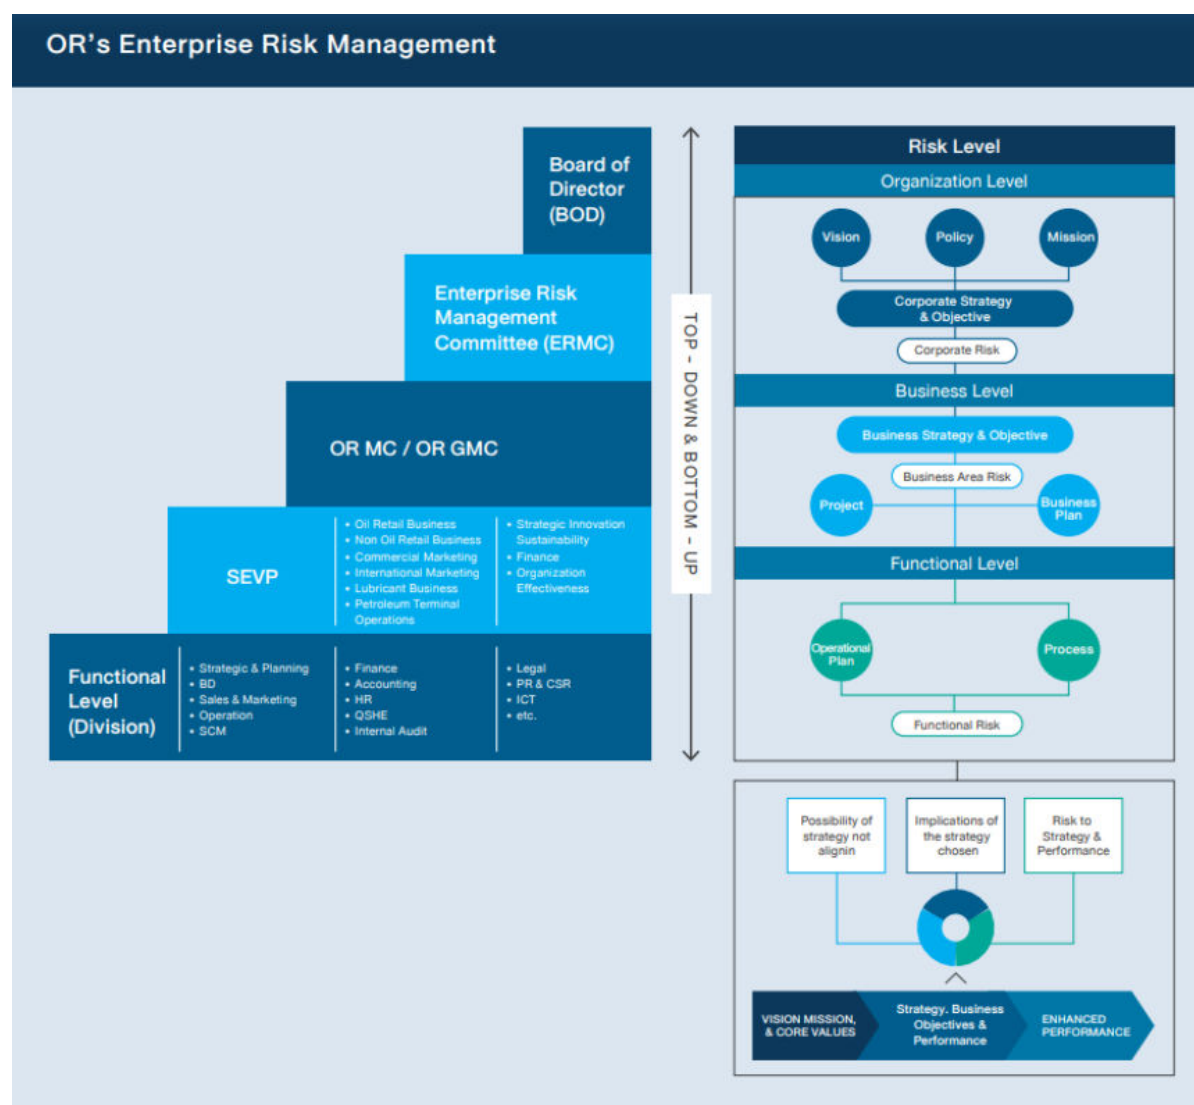 OR's Enterprise Risk Management
Board of
Director
(BOD)
Enterprise Risk
Management
Committee (ERMC)
OR MC / OR GMC
SEVP
• Oil Retail Business
• Non Oil Retail Business
• Commercial Marketing
• International Marketing
• Lubricant Business
• Petroleum Terminal
Operations
• Strategic Innovation
Sustainability
• Finance
• Organization
Effectiveness
Functional
Level
(Division)
• Strategic & Planning
• BD
• Sales & Marketing
• Operation
• SCM
• Finance
• Accounting
• HR
• QSHE
• Internal Audit
• Legal
• PR & CSR
• ICT
• etc.
TOP - DOWN & BOTTOM - UP
Risk Level
Organization Level
Vision
Policy
Mission
Corporate Strategy
& Objective
Corporate Risk
Business Level
Business Strategy & Objective
Business Area Risk
Project
Business
Plan
Functional Level
Operational
Plan
Process
Functional Risk
Possibility of
strategy not
alignin
Implications of
the strategy
chosen
Risk to
Strategy &
Performance
VISION MISSION,
& CORE VALUES
Strategy. Business
Objectives &
Performance
ENHANCED
PERFORMANCE